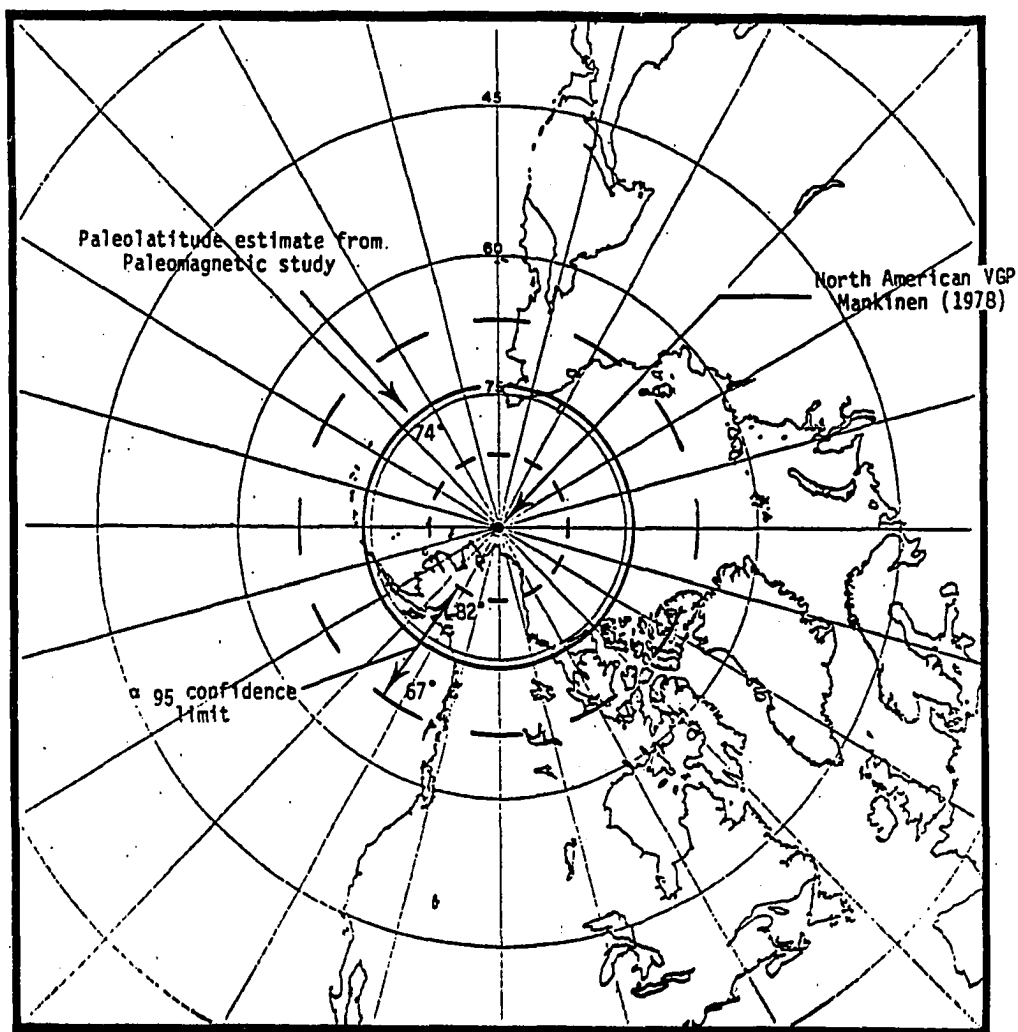 45
Paleolatitude estimate from.
Paleomagnetic study
60
North American VGP
Mankinen (1978)
75
74°
82°
α 95 confidence
limit
67°